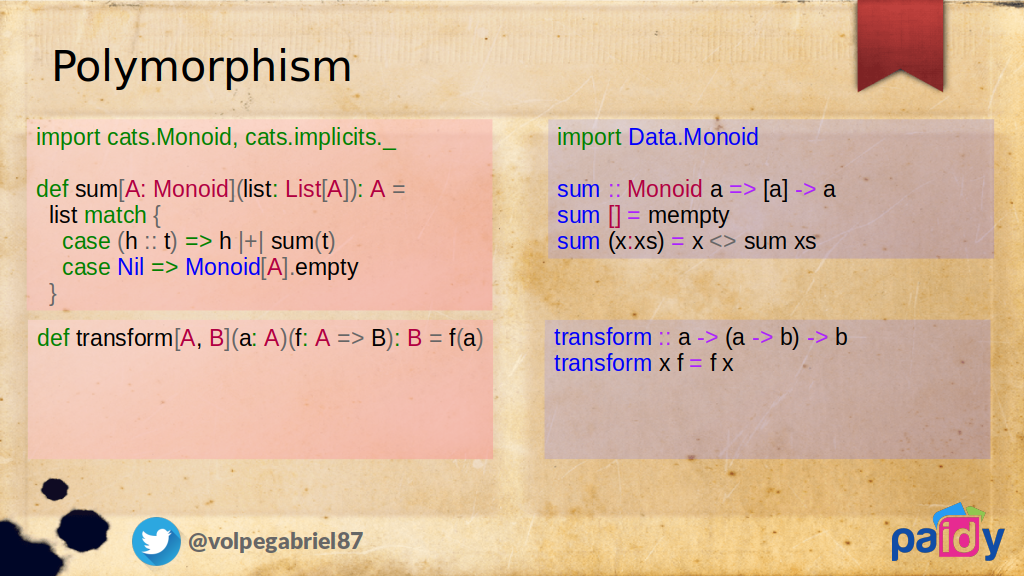 Polymorphism
import cats.Monoid, cats.implicits._
def sum[A: Monoid](list: List[A]): A =
list match {
case (h :: t) => h |+| sum(t)
case Nil => Monoid[A].empty
}
def transform[A, B](a: A)(f: A => B): B = f(a)
import Data.Monoid
sum :: Monoid a => [a] -> a
sum [] = mempty
sum (x:xs) = x <> sum xs
transform :: a -> (a -> b) -> b
transform x f = f x
@volpegabriel87
paidy